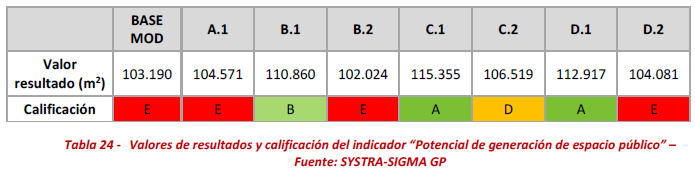 BASE MOD A.1 B.1 B.2 C.1 C.2 D.1 D.2
Valor resultado (m²) 103.190 104.571 110.860 102.024 115.355 106.519 112.917 104.081
Calificación E E B E A D A E
Tabla 24 - Valores de resultados y calificación del indicador “Potencial de generación de espacio público” –
Fuente: SYSTRA-SIGMA GP